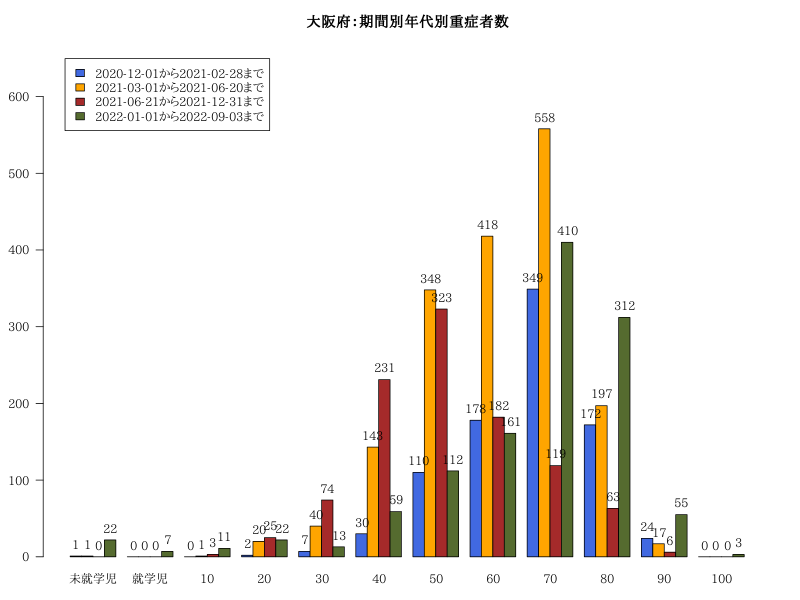 大阪府:期間別年代別重症者数
2020-12-01から2021-02-28まで
2021-03-01から2021-06-20まで
2021-06-21から2021-12-31まで
2022-01-01から2022-09-03まで
600
500
400
300
200
100
0
1 1 0 22
0 0 0 7
0 1 3 11
2 20 25 22
7 40 74 13
30 143 231 59
110 348 323 112
178 418 182 161
349 558 119 410
172 197 63 312
24 17 6 55
0 0 0 3
未就学児 就学児 10 20 30 40 50 60 70 80 90 100